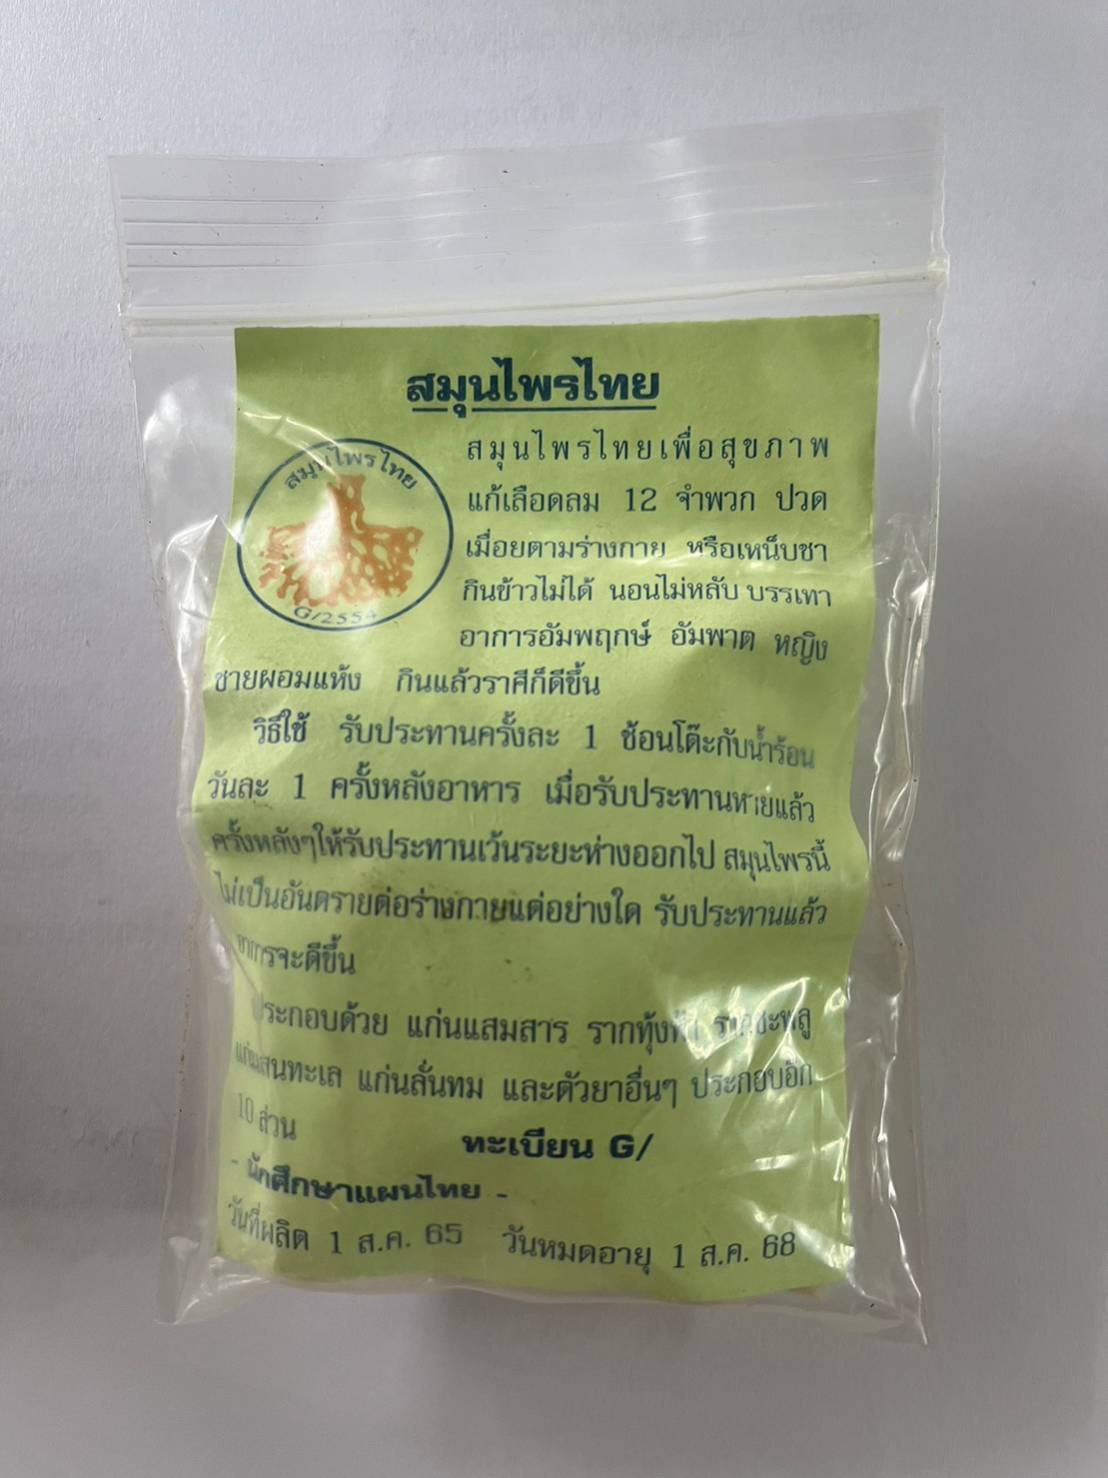 สมุนไพรไทย
สมุนไพรไทย
G/2554
สมุนไพรไทยเพื่อสุขภาพ
แก้เลือดลม 12 จำพวก ปวด
เมื่อยตามร่างกาย หรือเหน็บชา
กินข้าวไม่ได้ นอนไม่หลับ บรรเทา
อาการอัมพฤกษ์ อัมพาต หญิง
ชายผอมแห้ง กินแล้วราศีก็ดีขึ้น
วิธีใช้ รับประทานครั้งละ 1 ช้อนโต๊ะกับน้ำร้อน
วันละ 1 ครั้งหลังอาหาร เมื่อรับประทานหายแล้ว
ครั้งหลังๆให้รับประทานเว้นระยะห่างออกไป สมุนไพรนี้
ไม่เป็นอันตรายต่อร่างกายแต่อย่างใด รับประทานแล้ว
อาการจะดีขึ้น
ประกอบด้วย แก่นแสมสาร รากทุ้งฟ้า รากชะพลู
แก่นแสมทะเล แก่นลั่นทม และตัวยาอื่นๆ ประกอบอีก
10 ส่วน
ทะเบียน G/
- นักศึกษาแผนไทย -
วันที่ผลิต 1 ส.ค. 65 วันหมดอายุ 1 ส.ค. 68